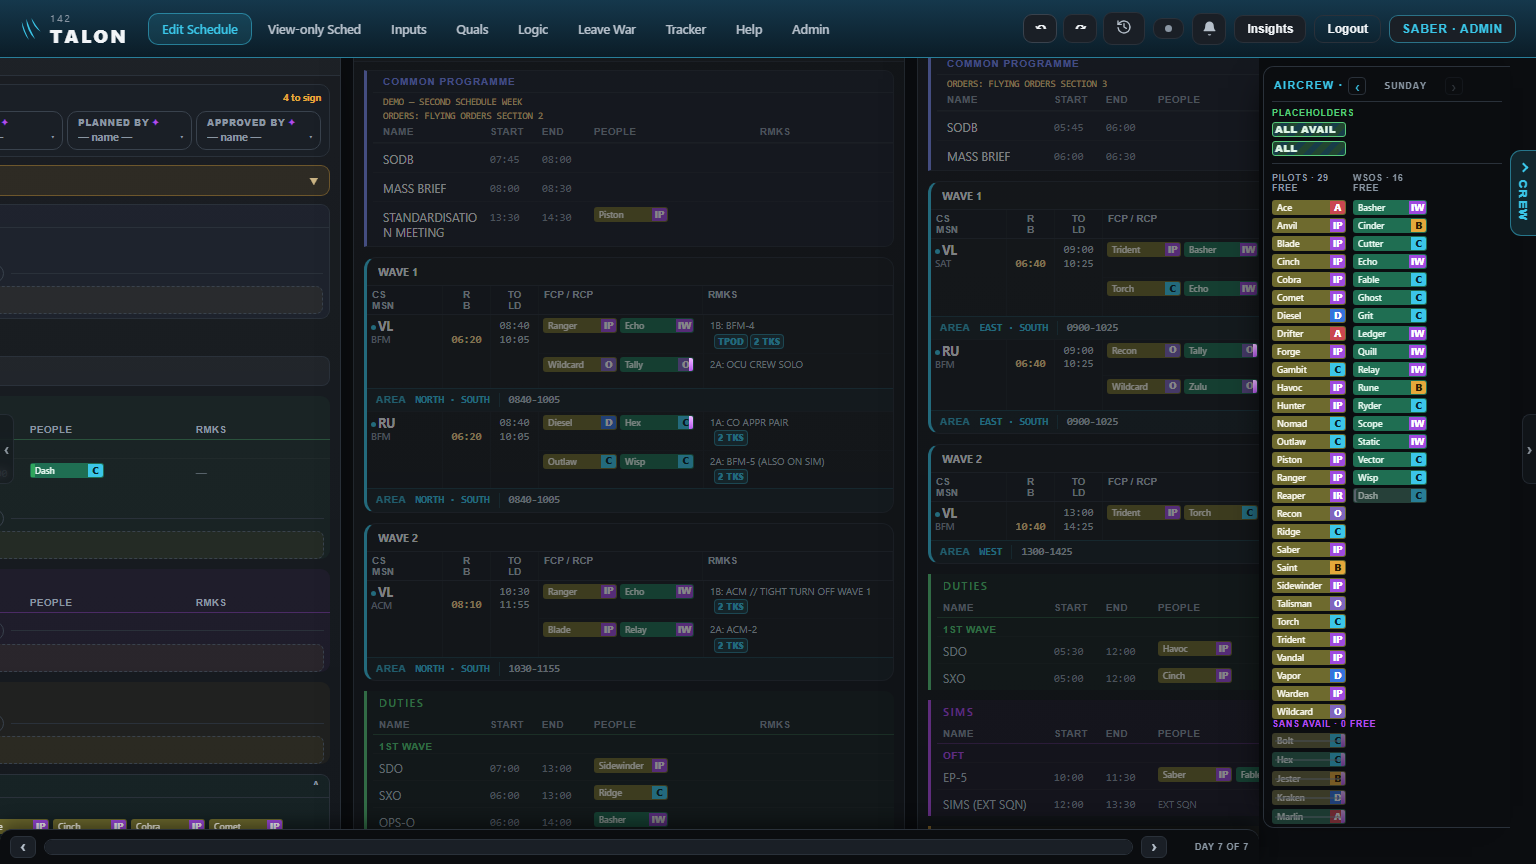 142
TALON
Edit Schedule
View-only Sched
Inputs
Quals
Logic
Leave War
Tracker
Help
Admin
Insights
Logout
SABER · ADMIN
4 to sign
PLANNED BY ✦
— name —
APPROVED BY ✦
— name —
PEOPLE RMKS
Dash C —
PEOPLE RMKS
IP Cinch IP Cobra IP Comet IP
COMMON PROGRAMME
DEMO — SECOND SCHEDULE WEEK
ORDERS: FLYING ORDERS SECTION 2
NAME START END PEOPLE RMKS
SODB 07:45 08:00
MASS BRIEF 08:00 08:30
STANDARDISATIO 13:30 14:30 Piston IP
N MEETING
WAVE 1
CS R TO FCP / RCP RMKS
MSN B LD
VL 08:40 Ranger IP Echo IW 1B: BFM-4
BFM 06:20 10:05 TPOD 2 TKS
Wildcard O Tally O 2A: OCU CREW SOLO
AREA NORTH · SOUTH 0840-1005
RU 08:40 Diesel D Hex C 1A: CO APPR PAIR
BFM 06:20 10:05 2 TKS
Outlaw C Wisp C 2A: BFM-5 (ALSO ON SIM)
2 TKS
AREA NORTH · SOUTH 0840-1005
WAVE 2
CS R TO FCP / RCP RMKS
MSN B LD
VL 10:30 Ranger IP Echo IW 1B: ACM // TIGHT TURN OFF WAVE 1
ACM 08:10 11:55 2 TKS
Blade IP Relay IW 2A: ACM-2
2 TKS
AREA NORTH · SOUTH 1030-1155
DUTIES
NAME START END PEOPLE RMKS
1ST WAVE
SDO 07:00 13:00 Sidewinder IP
SXO 06:00 13:00 Ridge C
OPS-O 06:00 14:00 Basher IW
COMMON PROGRAMME
ORDERS: FLYING ORDERS SECTION 3
NAME START END PEOPLE
SODB 05:45 06:00
MASS BRIEF 06:00 06:30
WAVE 1
CS R TO FCP / RCP
MSN B LD
VL 09:00 Trident IP Basher IW
SAT 06:40 10:25
Torch C Echo IW
AREA EAST · SOUTH 0900-1025
RU 09:00 Recon O Tally O
BFM 06:40 10:25
Wildcard O Zulu O
AREA EAST · SOUTH 0900-1025
WAVE 2
CS R TO FCP / RCP
MSN B LD
VL 13:00 Trident IP Torch C
BFM 10:40 14:25
AREA WEST 1300-1425
DUTIES
NAME START END PEOPLE
1ST WAVE
SDO 05:30 12:00 Havoc IP
SXO 05:00 12:00 Cinch IP
SIMS
NAME START END PEOPLE
OFT
EP-5 10:00 11:30 Saber IP
SIMS (EXT SQN) 12:00 13:30 EXT SQN
AIRCREW · ‹ SUNDAY ›
PLACEHOLDERS
ALL AVAIL
ALL
PILOTS · 29 WSOS · 16
FREE FREE
Ace A Basher IW
Anvil IP Cinder B
Blade IP Cutter C
Cinch IP Echo IW
Cobra IP Fable C
Comet IP Ghost C
Diesel D Grit C
Drifter A Ledger IW
Forge IP Quill IW
Gambit C Relay IW
Havoc IP Rune B
Hunter IP Ryder C
Nomad C Scope IW
Outlaw C Static IW
Piston IP Vector C
Ranger IP Wisp C
Reaper IR Dash C
Recon O
Ridge C
Saber IP
Saint B
Sidewinder IP
Talisman O
Torch C
Trident IP
Vandal IP
Vapor D
Warden IP
Wildcard O
SANS AVAIL · 0 FREE
Bolt C
Hex C
Jester B
Kraken D
Marlin A
CREW
DAY 7 OF 7